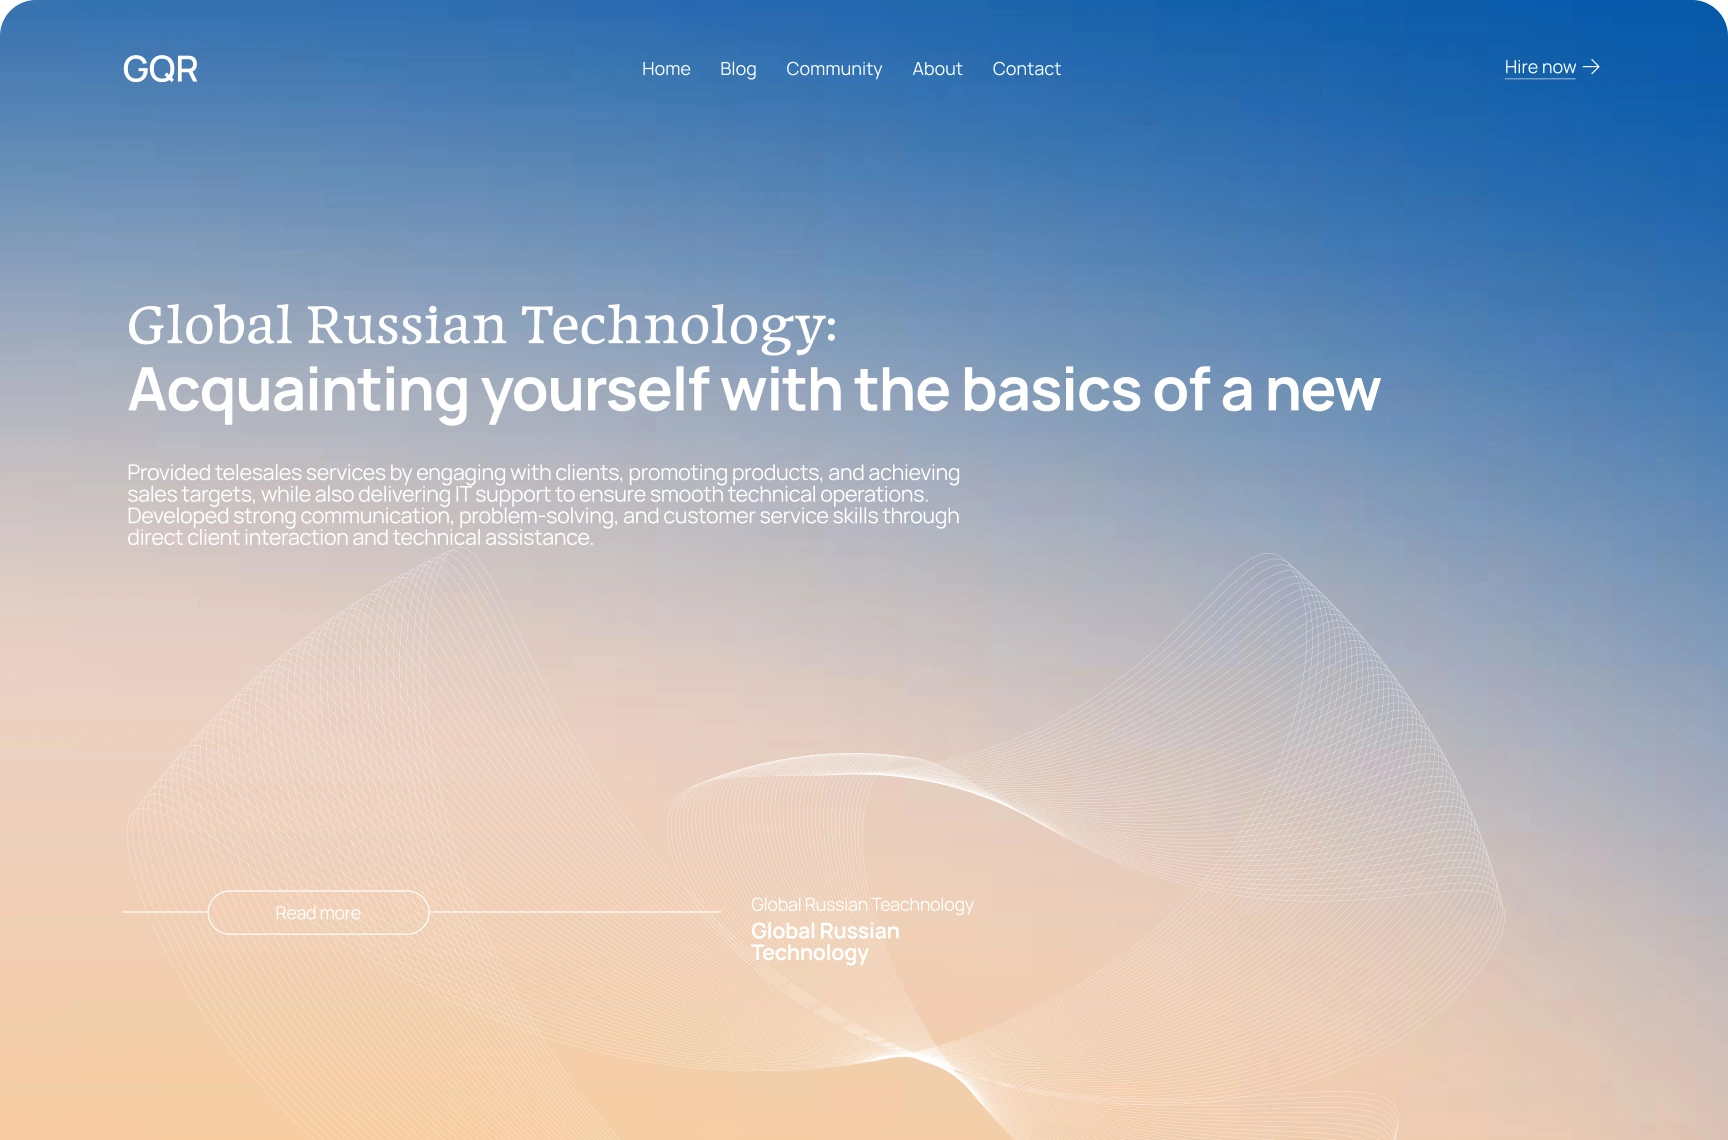 GQR
Home Blog Community About Contact
Hire now
Global Russian Technology:
Acquainting yourself with the basics of a new
Provided telesales services by engaging with clients, promoting products, and achieving
sales targets, while also delivering IT support to ensure smooth technical operations.
Developed strong communication, problem-solving, and customer service skills through
direct client interaction and technical assistance.
Read more
Global Russian Teachnology
Global Russian
Technology